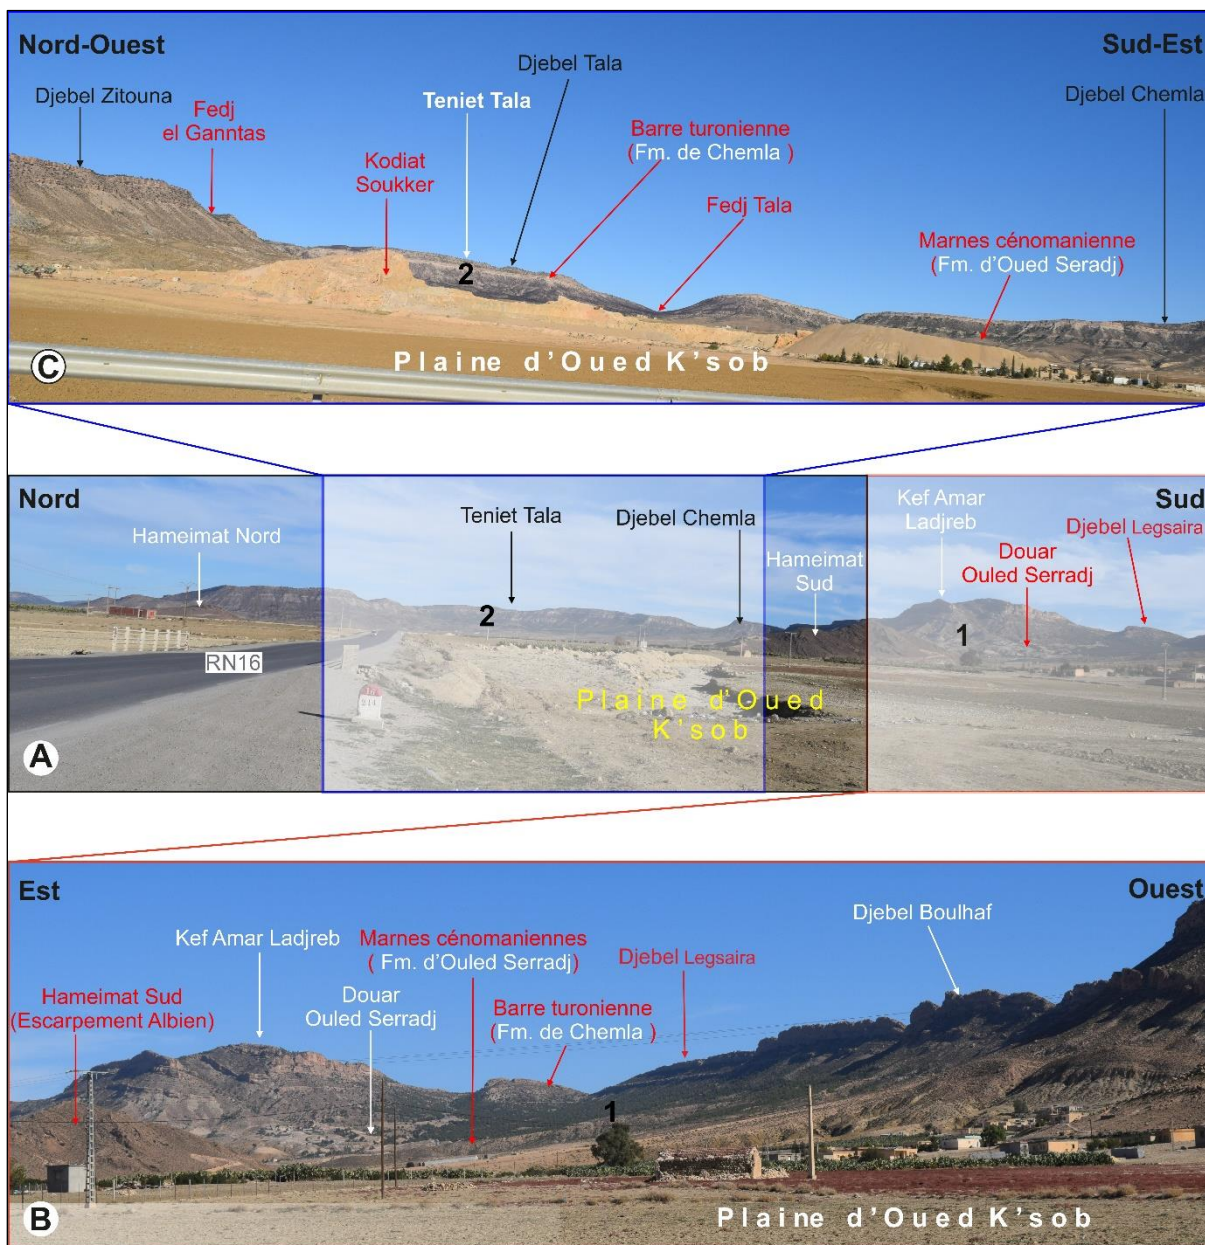 Nord-Ouest
Sud-Est
Djebel Tala
Djebel Zitouna
Fedj
el Ganntas
Teniet Tala
Djebel Chemla
Kodiat
Soukker
Barre turonienne
(Fm. de Chemla )
Fedj Tala
Marnes cénomanienne
(Fm. d'Oued Seradj)
2
Plaine d'Oued K'sob
C
Nord
Sud
Hameimat Nord
Teniet Tala
Djebel Chemla
Hameimat
Sud
Kef Amar
Ladjreb
Djebel Legsaira
Douar
Ouled Serradj
2
1
RN16
Plaine d'Oued
K'sob
A
Est
Ouest
Kef Amar Ladjreb
Marnes cénomaniennes
( Fm. d'Ouled Serradj)
Djebel Boulhaf
Djebel Legsaira
Hameimat Sud
(Escarpement Albien)
Douar
Ouled Serradj
Barre turonienne
(Fm. de Chemla )
1
Plaine d'Oued K'sob
B